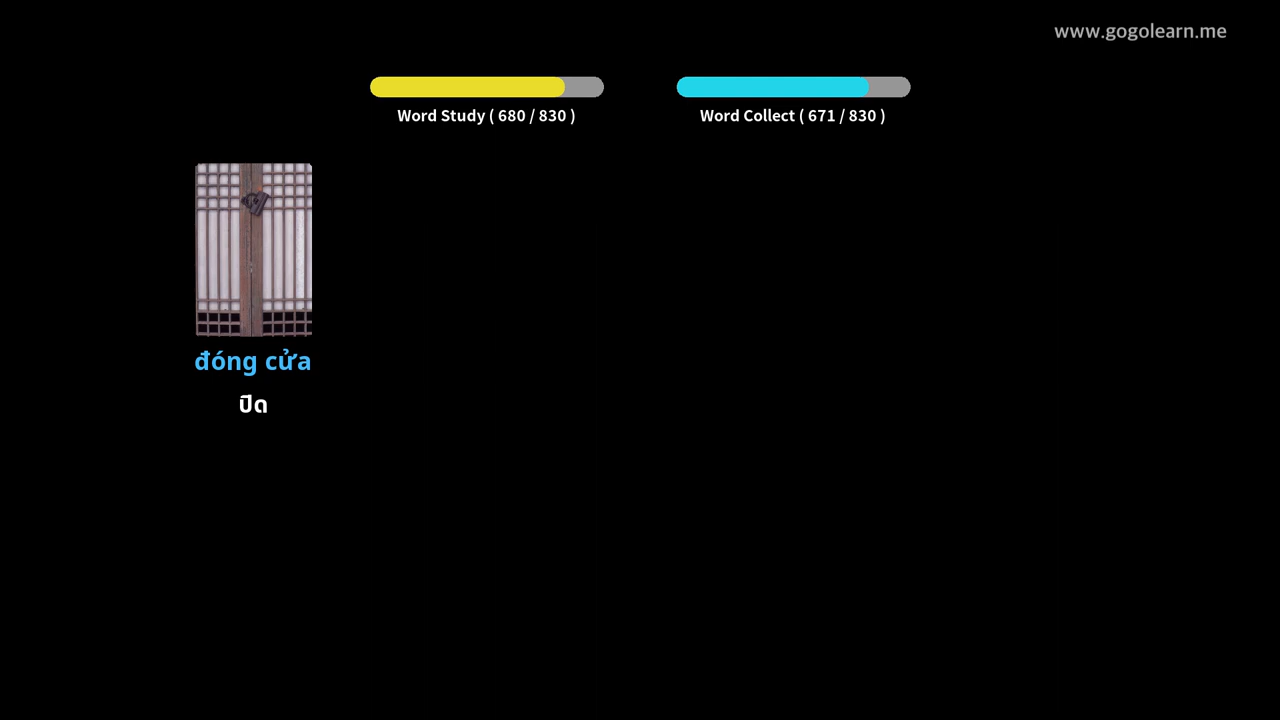 www.gogolearn.me
Word Study ( 680 / 830 )
Word Collect ( 671 / 830 )
đóng cửa
ปิด